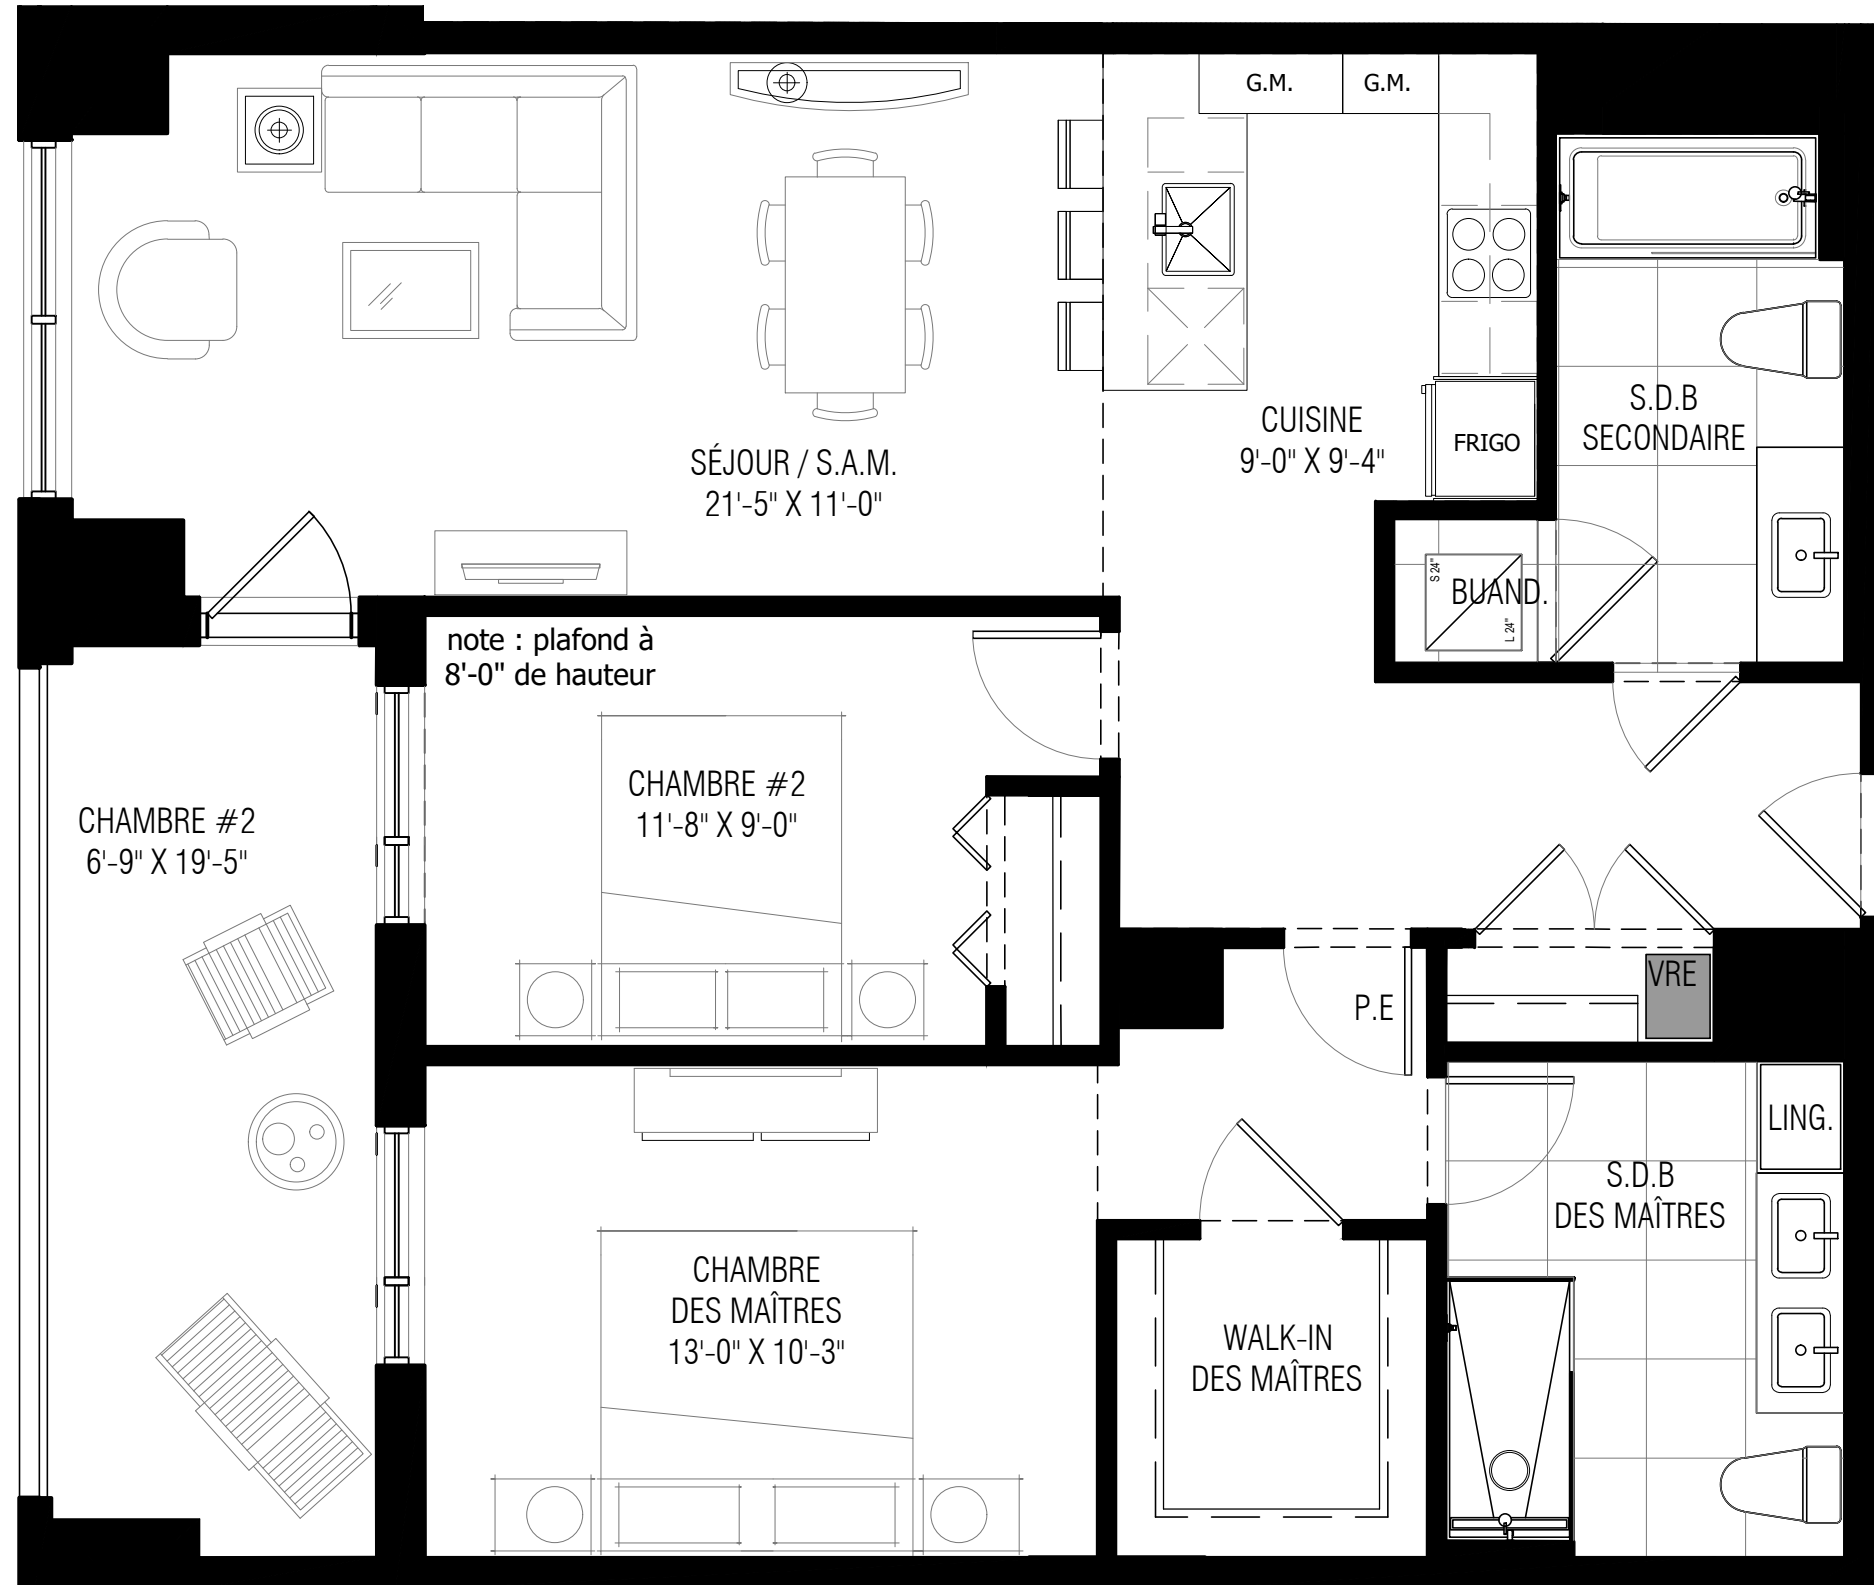 G.M.
G.M.
S.D.B
SECONDAIRE
CUISINE
9'-0" X 9'-4"
FRIGO
SÉJOUR / S.A.M.
21'-5" X 11'-0"
S 24"
BUAND.
L 24"
note : plafond à
8'-0" de hauteur
CHAMBRE #2
11'-8" X 9'-0"
CHAMBRE #2
6'-9" X 19'-5"
VRE
P.E
LING.
S.D.B
DES MAÎTRES
CHAMBRE
DES MAÎTRES
13'-0" X 10'-3"
WALK-IN
DES MAÎTRES